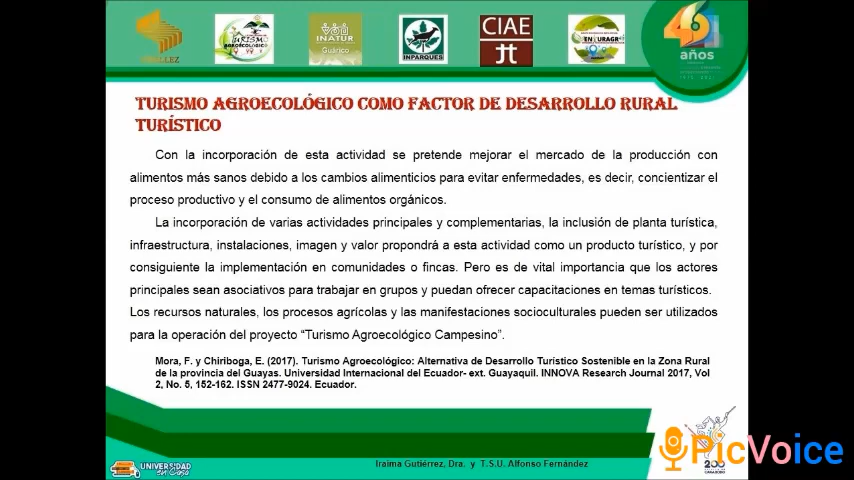 TURISMO AGROECOLÓGICO
INATUR
Guárico
INPARQUES
CIAE
46
años
TURISMO AGROECOLÓGICO COMO FACTOR DE DESARROLLO RURAL
TURÍSTICO
Con la incorporación de esta actividad se pretende mejorar el mercado de la producción con
alimentos más sanos debido a los cambios alimenticios para evitar enfermedades, es decir, concientizar el
proceso productivo y el consumo de alimentos orgánicos.
La incorporación de varias actividades principales y complementarias, la inclusión de planta turística,
infraestructura, instalaciones, imagen y valor propondrá a esta actividad como un producto turístico, y por
consiguiente la implementación en comunidades o fincas. Pero es de vital importancia que los actores
principales sean asociativos para trabajar en grupos y puedan ofrecer capacitaciones en temas turísticos.
Los recursos naturales, los procesos agrícolas y las manifestaciones socioculturales pueden ser utilizados
para la operación del proyecto “Turismo Agroecológico Campesino”.
Mora, F. y Chiriboga, E. (2017). Turismo Agroecológico: Alternativa de Desarrollo Turístico Sostenible en la Zona Rural
de la provincia del Guayas. Universidad Internacional del Ecuador- ext. Guayaquil. INNOVA Research Journal 2017, Vol
2, No. 5, 152-162. ISSN 2477-9024. Ecuador.
UNIVERSIDAD
en Casa
Iraima Gutiérrez, Dra. y T.S.U. Alfonso Fernández
200
PicVoice